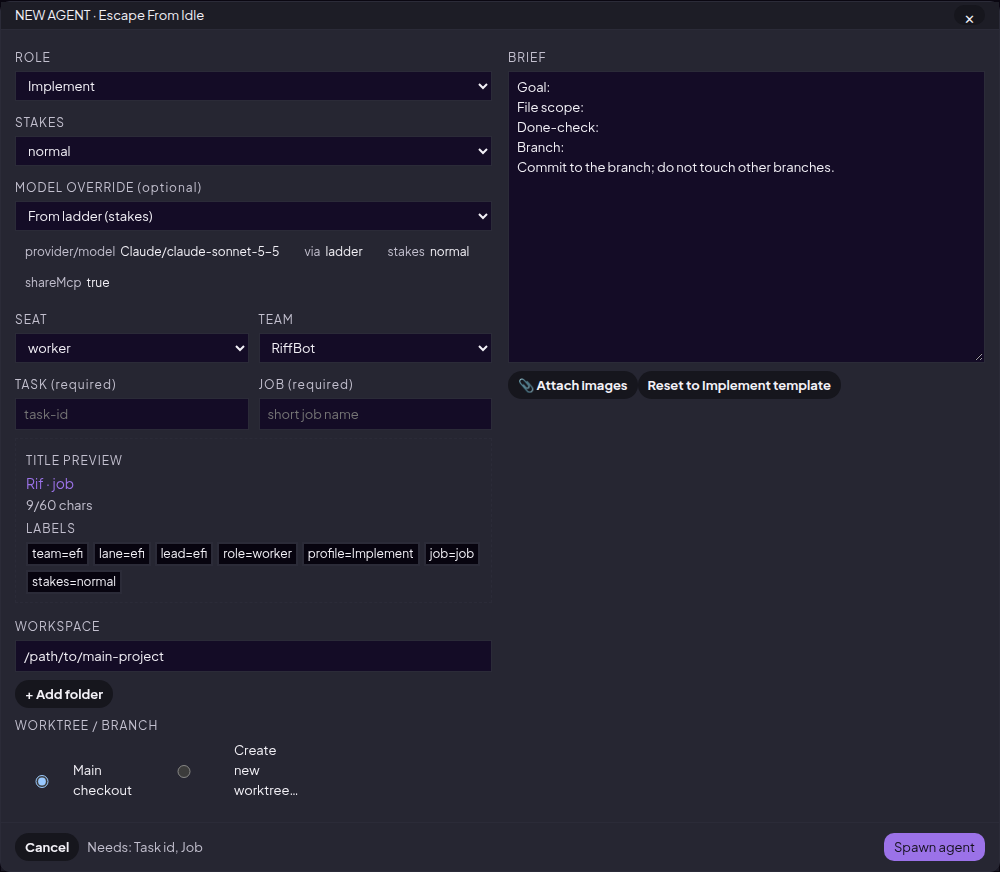 NEW AGENT · Escape From Idle
×
ROLE
Implement
STAKES
normal
MODEL OVERRIDE (optional)
From ladder (stakes)
provider/model Claude/claude-sonnet-5-5 via ladder stakes normal
shareMcp true
SEAT
worker
TEAM
RiffBot
TASK (required)
task-id
JOB (required)
short job name
TITLE PREVIEW
Rif · job
9/60 chars
LABELS
team=efi lane=efi lead=efi role=worker profile=Implement job=job
stakes=normal
WORKSPACE
/path/to/main-project
+ Add folder
WORKTREE / BRANCH
Main
checkout
Create
new
worktree...
BRIEF
Goal:
File scope:
Done-check:
Branch:
Commit to the branch; do not touch other branches.
📎 Attach images
Reset to Implement template
Cancel
Needs: Task id, Job
Spawn agent